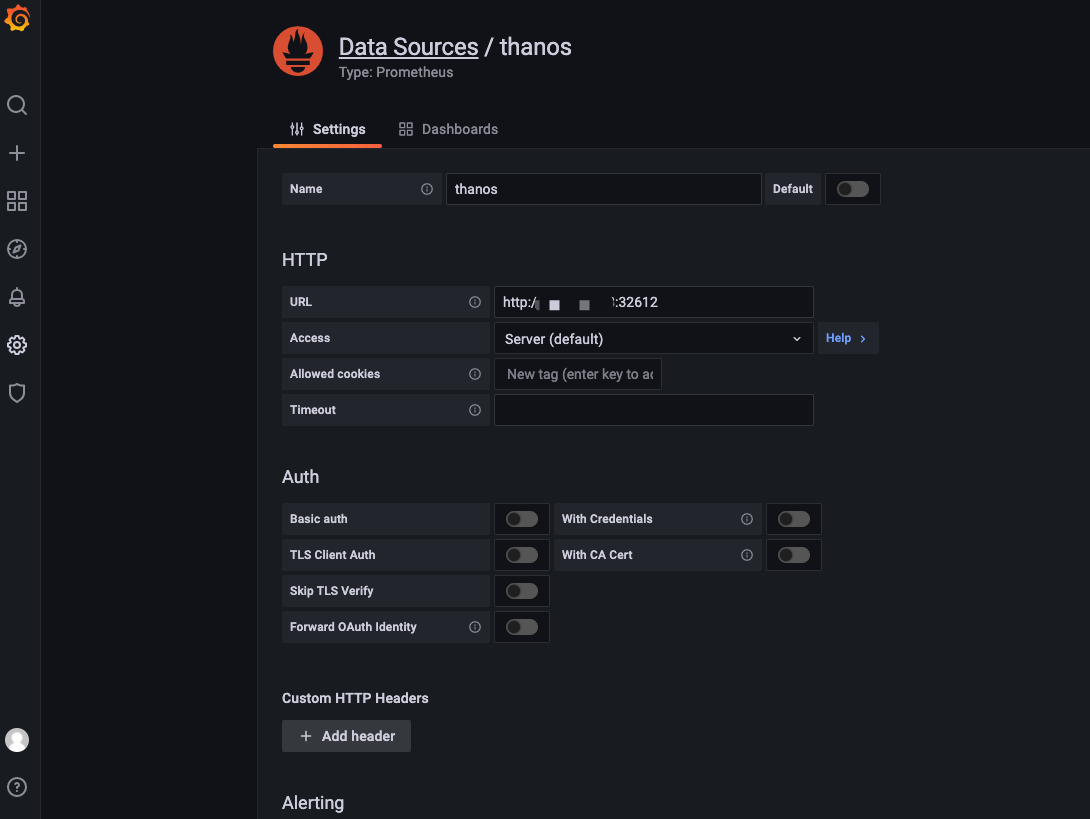 Data Sources / thanos
Type: Prometheus
Settings
Dashboards
Name
thanos
Default
HTTP
URL
http:/ :32612
Access
Server (default)
Help
Allowed cookies
New tag (enter key to ac
Timeout
Auth
Basic auth
With Credentials
TLS Client Auth
With CA Cert
Skip TLS Verify
Forward OAuth Identity
Custom HTTP Headers
+ Add header
Alerting